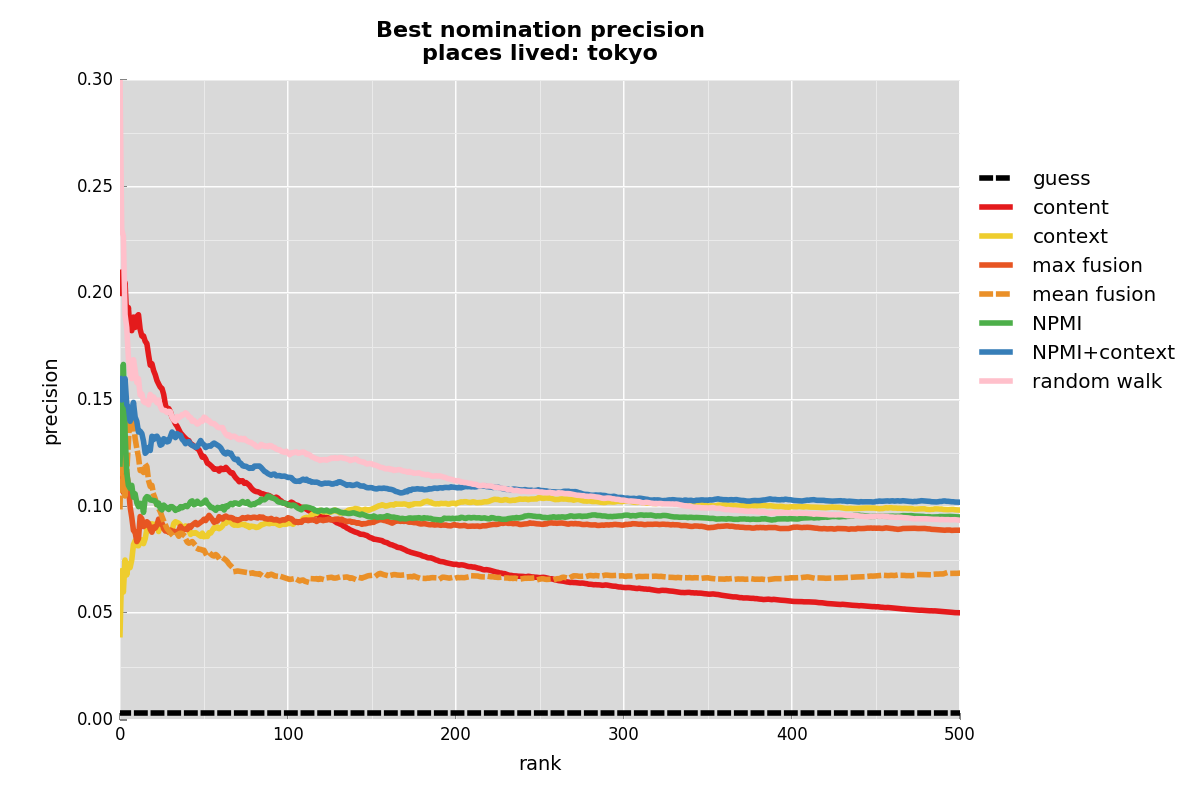 Best nomination precision
places lived: tokyo
precision
0.30
0.25
0.20
0.15
0.10
0.05
0.00
0
100
200
300
400
500
rank
guess
content
context
max fusion
mean fusion
NPMI
NPMI+context
random walk